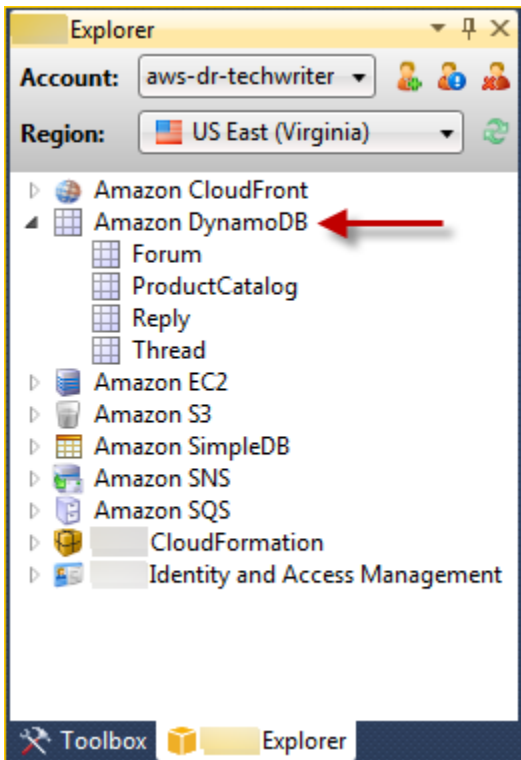 Explorer
Account: aws-dr-techwriter
Region: US East (Virginia)
Amazon CloudFront
Amazon DynamoDB
Forum
ProductCatalog
Reply
Thread
Amazon EC2
Amazon S3
Amazon SimpleDB
Amazon SNS
Amazon SQS
CloudFormation
Identity and Access Management
Toolbox Explorer